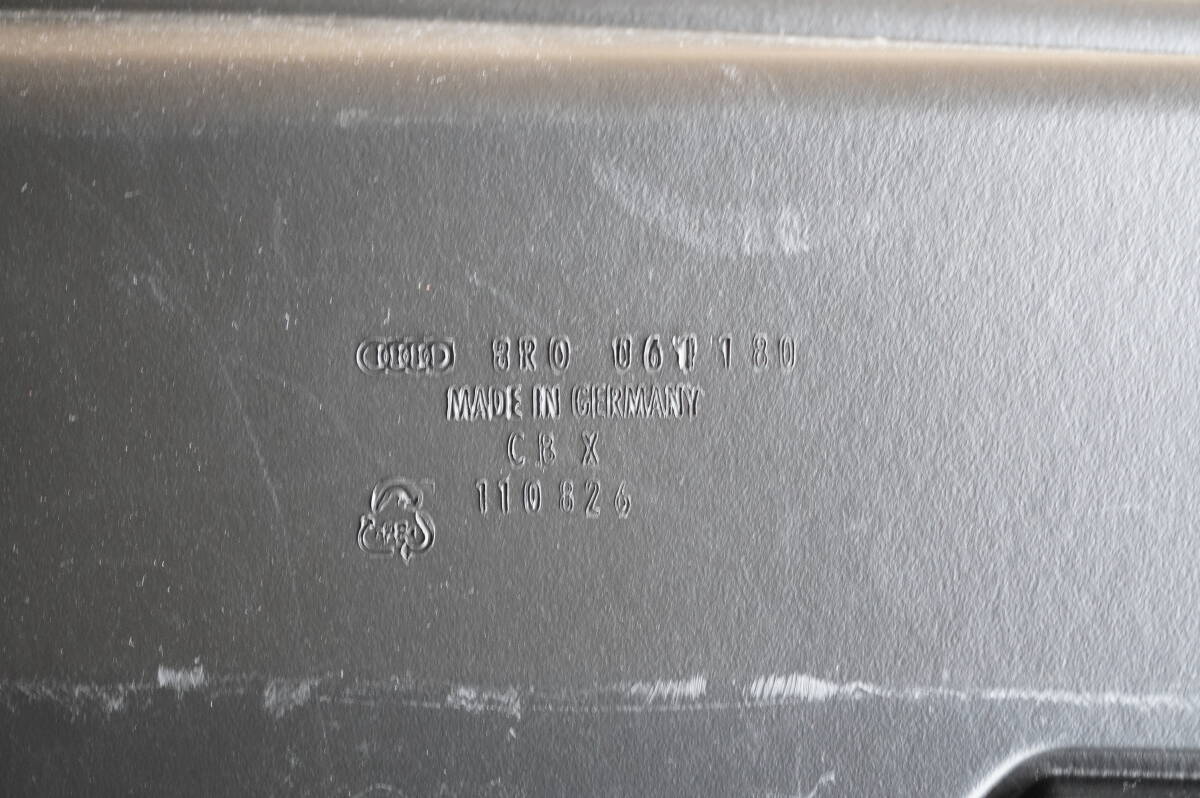 8R0 061 180
MADE IN GERMANY
CB X
110826